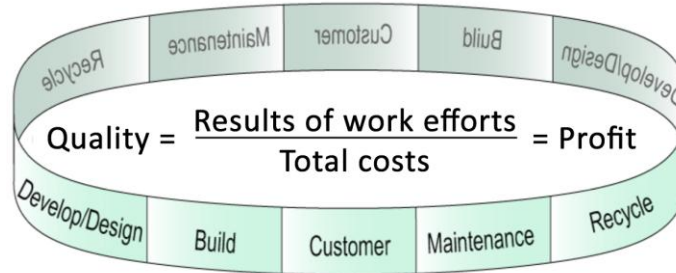 Recycle Maintenance Customer Build Develop/Design
Quality = Results of work efforts / Total costs = Profit
Develop/Design Build Customer Maintenance Recycle